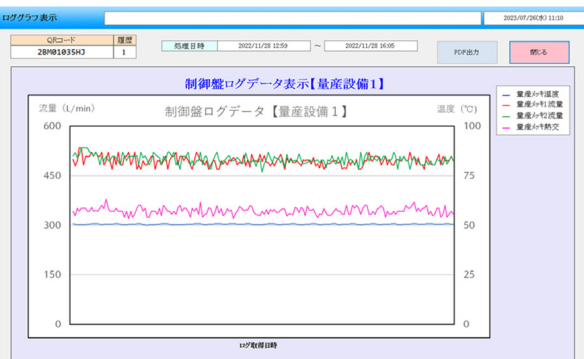 ロググラフ表示
2023/07/26(水) 11:10
QRコード 履歴
2BM01035HJ 1
処理日時 2022/11/28 12:59 ~ 2022/11/28 16:05
PDF出力 閉じる
制御盤ログデータ表示【量産設備1】
流量 (L/min) 制御盤ログデータ【量産設備1】 温度 (℃)
600 100
450 75
300 50
150 25
0 0
ログ取得日時
量産メッキ温度
量産メッキ1流量
量産メッキ2流量
量産メッキ熱交